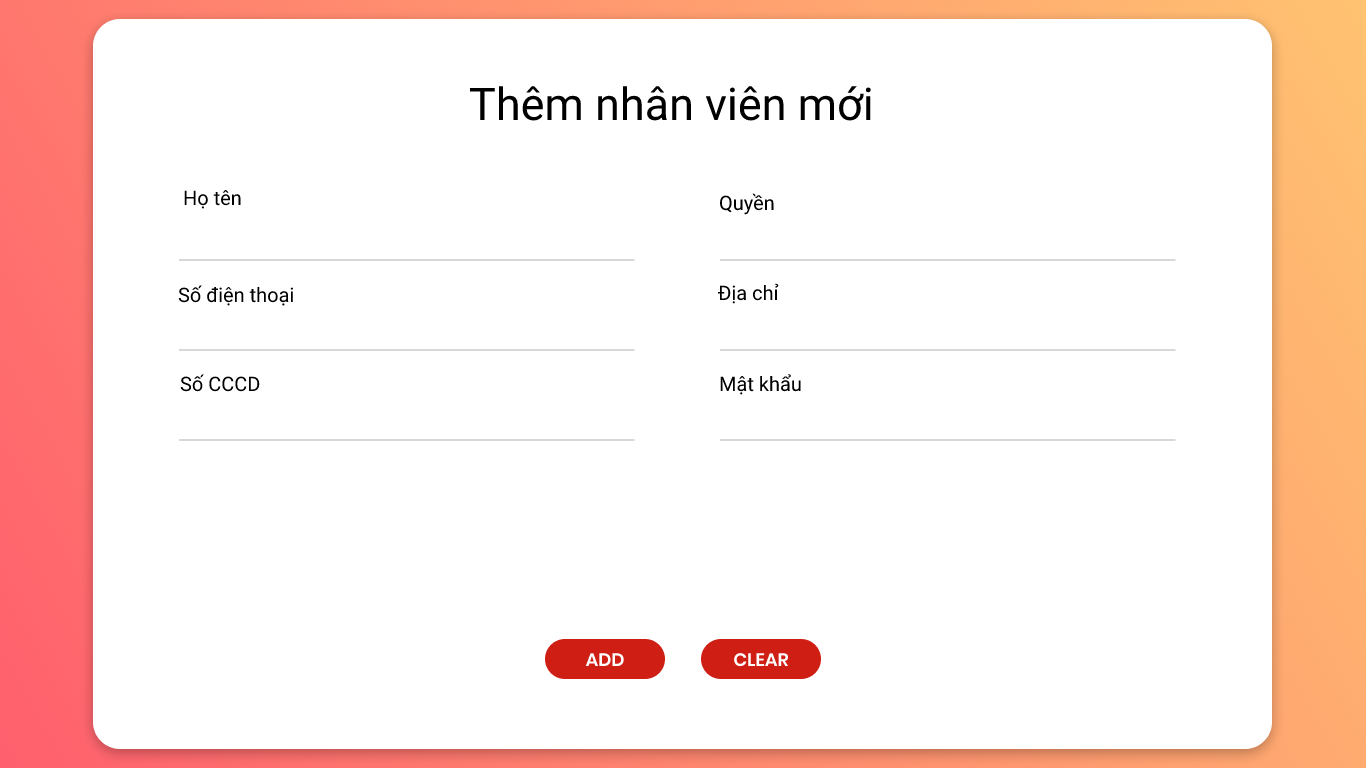 Thêm nhân viên mới
Họ tên
Quyền
Số điện thoại
Địa chỉ
Số CCCD
Mật khẩu
ADD
CLEAR